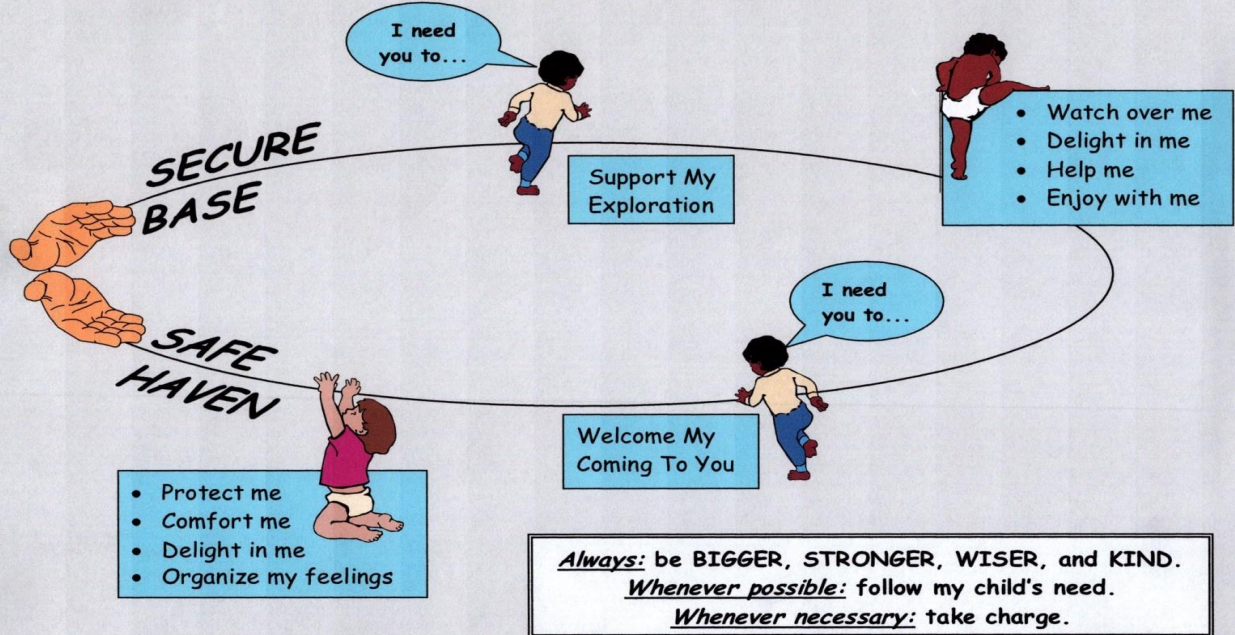 I need
you to...
SECURE
BASE
Support My
Exploration
• Watch over me
• Delight in me
• Help me
• Enjoy with me
I need
you to...
Welcome My
Coming To You
SAFE
HAVEN
• Protect me
• Comfort me
• Delight in me
• Organize my feelings
Always: be BIGGER, STRONGER, WISER, and KIND.
Whenever possible: follow my child's need.
Whenever necessary: take charge.